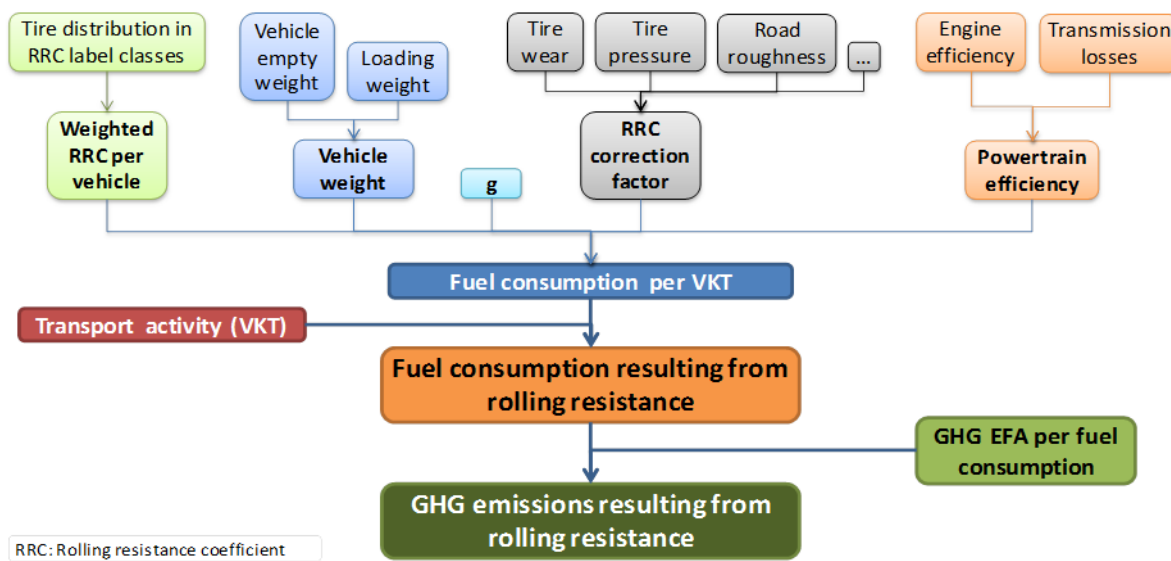 Tire distribution in
RRC label classes
Vehicle
empty
weight
Loading
weight
Tire
wear
Tire
pressure
Road
roughness
...
Engine
efficiency
Transmission
losses
Weighted
RRC per
vehicle
Vehicle
weight
g
RRC
correction
factor
Powertrain
efficiency
Fuel consumption per VKT
Transport activity (VKT)
Fuel consumption resulting from
rolling resistance
GHG EFA per fuel
consumption
GHG emissions resulting from
rolling resistance
RRC: Rolling resistance coefficient